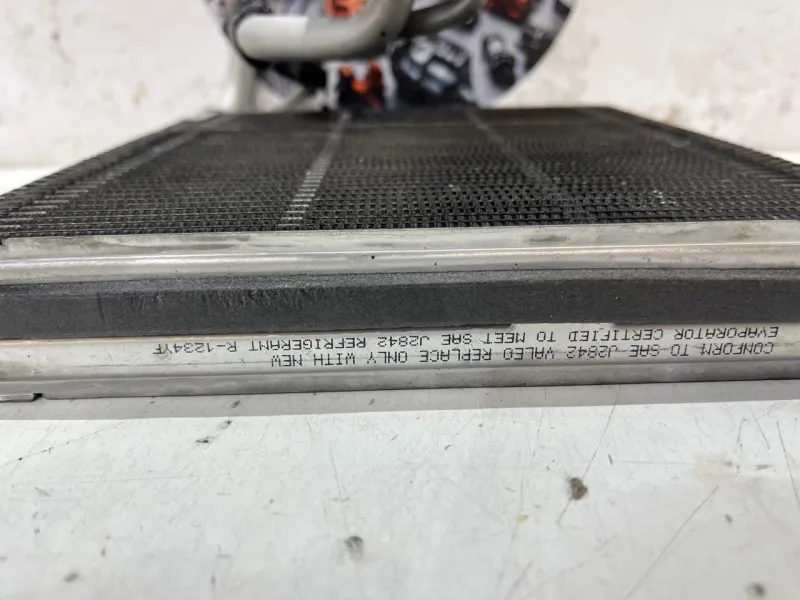 CONFORM TO SAE J2842 VALEO REPLACE ONLY WITH NEW
EVAPORATOR CERTIFIED TO MEET SAE J2842 REFRIGERANT R-1234YF